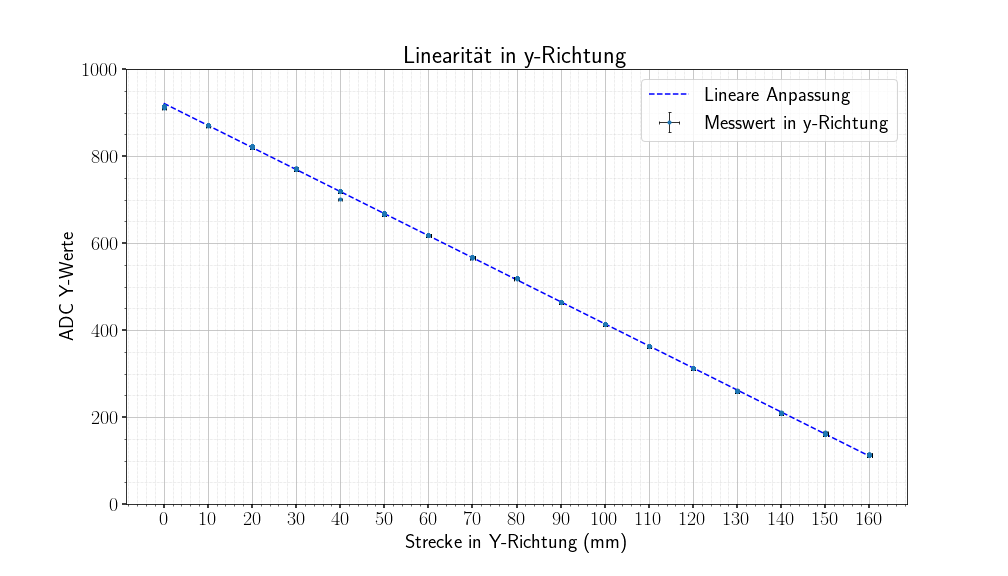 Linearität in y-Richtung
Lineare Anpassung
Messwert in y-Richtung
ADC Y-Werte
1000
800
600
400
200
0
0 10 20 30 40 50 60 70 80 90 100 110 120 130 140 150 160
Strecke in Y-Richtung (mm)